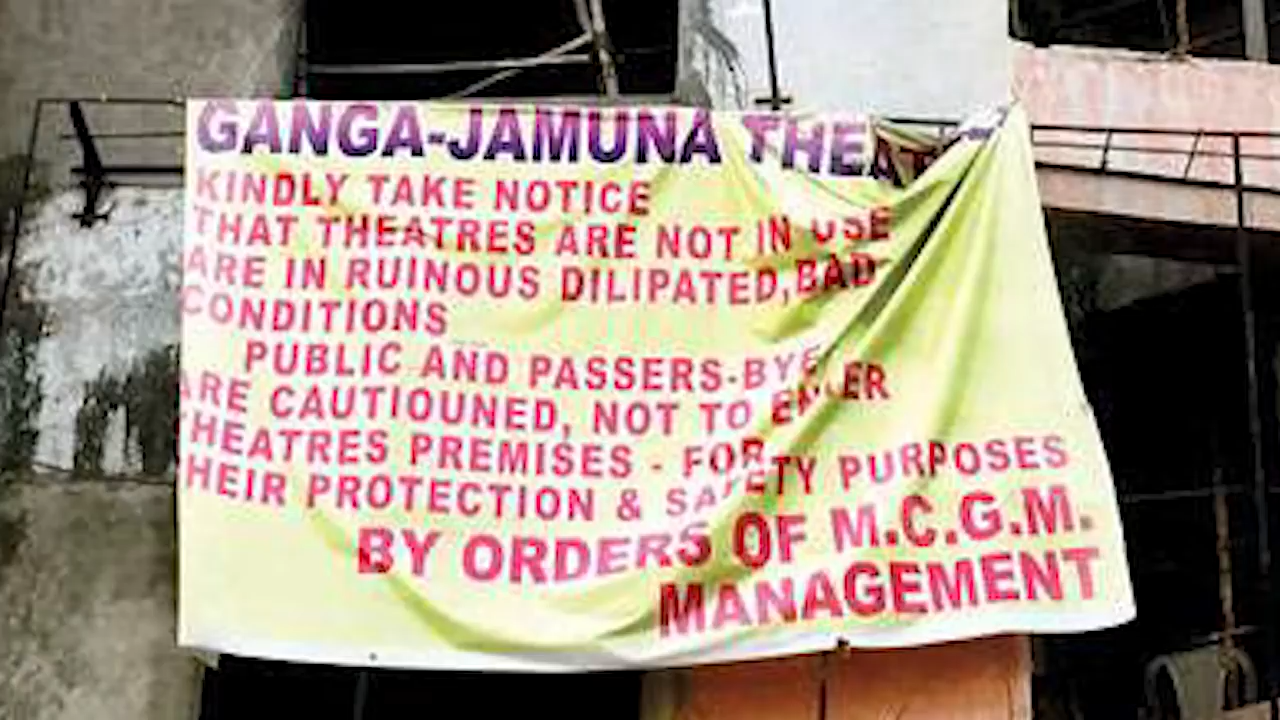 GANGA-JAMUNA THEAT
KINDLY TAKE NOTICE
THAT THEATRES ARE NOT IN USE
ARE IN RUINOUS DILIPATED, BAD
CONDITIONS
PUBLIC AND PASSERS-BYE
ARE CAUTIOUNED, NOT TO ENTER
THEATRES PREMISES - FOR
THEIR PROTECTION & SAFETY PURPOSES
BY ORDERS OF M.C.G.M.
MANAGEMENT